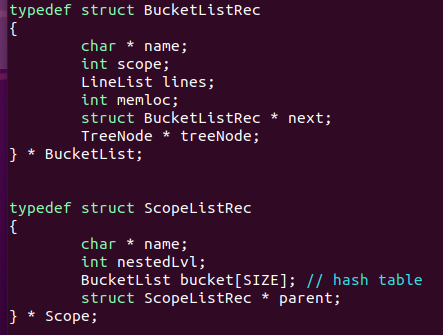 typedef struct BucketListRec
{
        char * name;
        int scope;
        LineList lines;
        int memloc;
        struct BucketListRec * next;
        TreeNode * treeNode;
} * BucketList;

typedef struct ScopeListRec
{
        char * name;
        int nestedLvl;
        BucketList bucket[SIZE]; // hash table
        struct ScopeListRec * parent;
} * Scope;